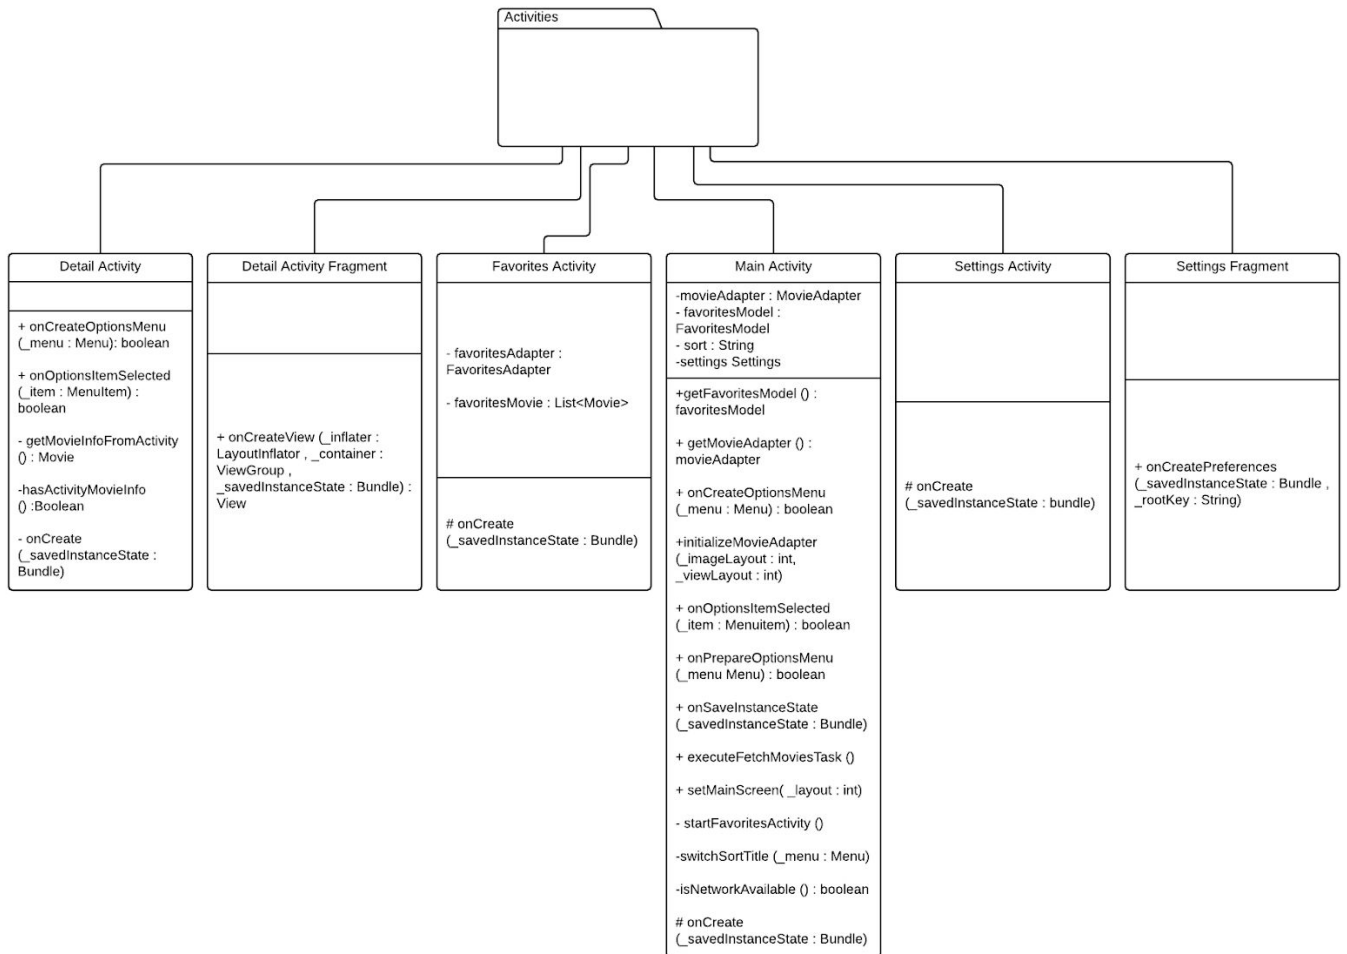 Activities
Detail Activity
+ onCreateOptionsMenu
(_menu : Menu): boolean
+ onOptionsItemSelected
(_item : MenuItem) :
boolean
- getMovieInfoFromActivity
() : Movie
-hasActivityMovieInfo
() :Boolean
- onCreate
(_savedInstanceState :
Bundle)
Detail Activity Fragment
+ onCreateView (_inflater :
LayoutInflator , _container :
ViewGroup ,
_savedInstanceState : Bundle) :
View
Favorites Activity
- favoritesAdapter :
FavoritesAdapter
- favoritesMovie : List<Movie>
# onCreate
(_savedInstanceState : Bundle)
Main Activity
-movieAdapter : MovieAdapter
- favoritesModel :
FavoritesModel
- sort : String
-settings Settings
+getFavoritesModel () :
favoritesModel
+ getMovieAdapter () :
movieAdapter
+ onCreateOptionsMenu
(_menu : Menu) : boolean
+initializeMovieAdapter
(_imageLayout : int,
_viewLayout : int)
+ onOptionsItemSelected
(_item : Menuitem) : boolean
+ onPrepareOptionsMenu
(_menu Menu) : boolean
+ onSaveInstanceState
(_savedInstanceState : Bundle)
+ executeFetchMoviesTask ()
+ setMainScreen( _layout : int)
- startFavoritesActivity ()
-switchSortTitle (_menu : Menu)
-isNetworkAvailable () : boolean
# onCreate
(_savedInstanceState : Bundle)
Settings Activity
# onCreate
(_savedInstanceState : bundle)
Settings Fragment
+ onCreatePreferences
(_savedInstanceState : Bundle ,
_rootKey : String)